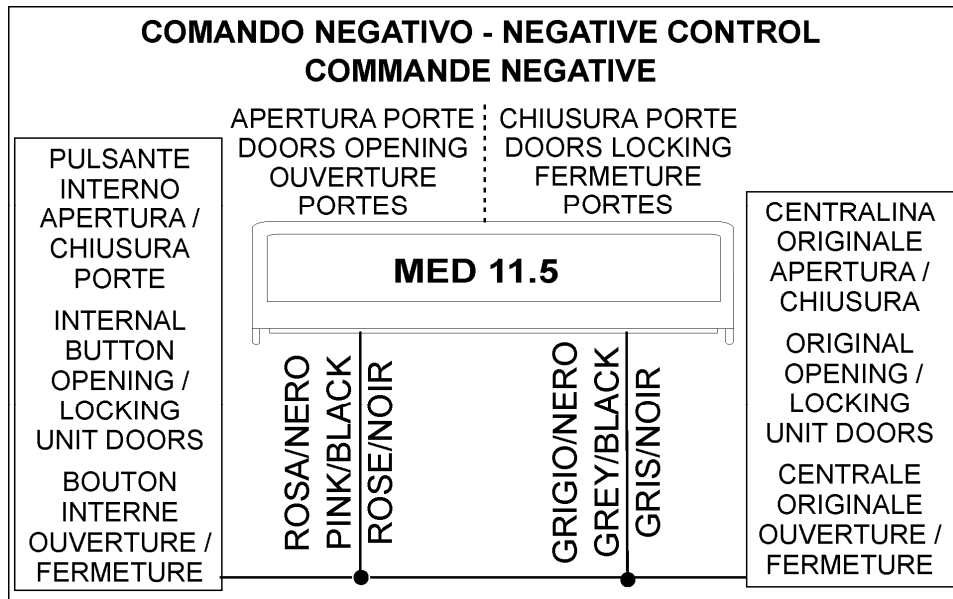 COMANDO NEGATIVO - NEGATIVE CONTROL
COMMANDE NEGATIVE
APERTURA PORTE
DOORS OPENING
OUVERTURE
PORTES
CHIUSURA PORTE
DOORS LOCKING
FERMETURE
PORTES
PULSANTE
INTERNO
APERTURA /
CHIUSURA
PORTE
INTERNAL
BUTTON
OPENING /
LOCKING
UNIT DOORS
BOUTON
INTERNE
OUVERTURE /
FERMETURE
MED 11.5
ROSA/NERO
PINK/BLACK
ROSE/NOIR
GRIGIO/NERO
GREY/BLACK
GRIS/NOIR
CENTRALINA
ORIGINALE
APERTURA /
CHIUSURA
ORIGINAL
OPENING /
LOCKING
UNIT DOORS
CENTRALE
ORIGINALE
OUVERTURE /
FERMETURE